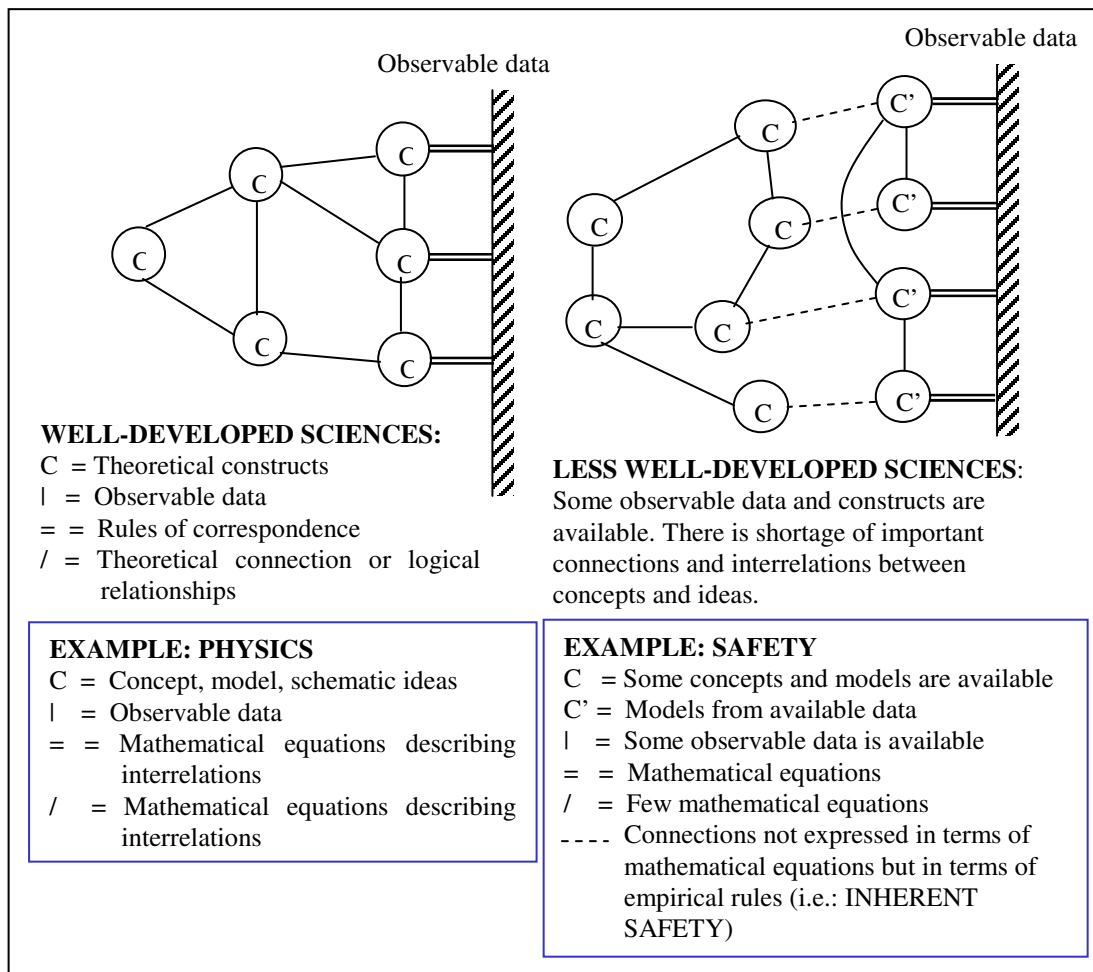 Observable data
C
C
C
C
C
C
WELL-DEVELOPED SCIENCES:
C = Theoretical constructs
| = Observable data
= = Rules of correspondence
/ = Theoretical connection or logical
relationships
EXAMPLE: PHYSICS
C = Concept, model, schematic ideas
| = Observable data
= = Mathematical equations describing
interrelations
/ = Mathematical equations describing
interrelations
Observable data
C'
C
C'
C
C
C'
C
C
C'
C
LESS WELL-DEVELOPED SCIENCES:
Some observable data and constructs are
available. There is shortage of important
connections and interrelations between
concepts and ideas.
EXAMPLE: SAFETY
C = Some concepts and models are available
C' = Models from available data
| = Some observable data is available
= = Mathematical equations
/ = Few mathematical equations
---- Connections not expressed in terms of
mathematical equations but in terms of
empirical rules (i.e.: INHERENT
SAFETY)